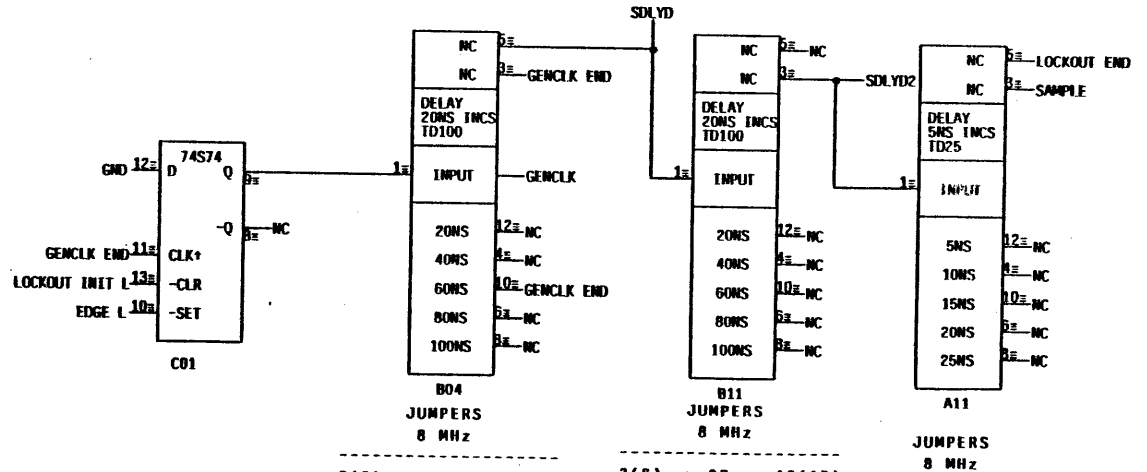 SDLYD
NC 5 NC 5 NC NC 5 LOCKOUT END
NC 3 GENCLK END NC 3 SDLYD2 NC 3 SAMPLE
DELAY
20NS INCS
TD100
DELAY
20NS INCS
TD100
DELAY
5NS INCS
TD25
74S74
GND 12 D Q 9
1 INPUT GENCLK
1 INPUT
1 INPUT
-Q 8 NC
GENCLK END 11 CLK↑
LOCKOUT INIT L 13 -CLR
EDGE L 10 -SET
C01
20NS 12 NC
40NS 4 NC
60NS 10 GENCLK END
80NS 6 NC
100NS 8 NC
B04
JUMPERS
8 MHz
20NS 12 NC
40NS 4 NC
60NS 10 NC
80NS 6 NC
100NS 8 NC
B11
JUMPERS
8 MHz
5NS 12 NC
10NS 4 NC
15NS 10 NC
20NS 6 NC
25NS 8 NC
A11
JUMPERS
8 MHz